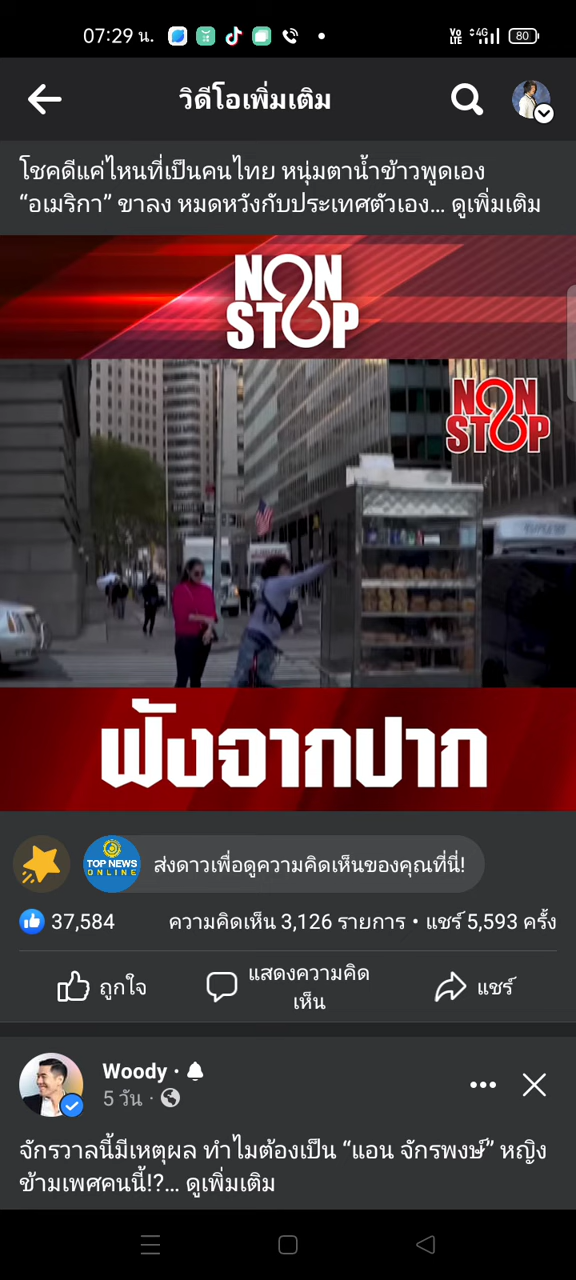 07:29 น.
Vo LTE 4G 80
วิดีโอเพิ่มเติม
โชคดีแค่ไหนที่เป็นคนไทย หนุ่มตาน้ำข้าวพูดเอง
“อเมริกา” ขาลง หมดหวังกับประเทศตัวเอง... ดูเพิ่มเติม
NON
STOP
NON
STOP
ฟังจากปาก
TOP NEWS
ONLINE
ส่งดาวเพื่อดูความคิดเห็นของคุณที่นี่!
37,584
ความคิดเห็น 3,126 รายการ • แชร์ 5,593 ครั้ง
ถูกใจ
แสดงความคิด
เห็น
แชร์
Woody
5 วัน
จักรวาลนี้มีเหตุผล ทำไมต้องเป็น “แอน จักรพงษ์” หญิง
ข้ามเพศคนนี้!?... ดูเพิ่มเติม